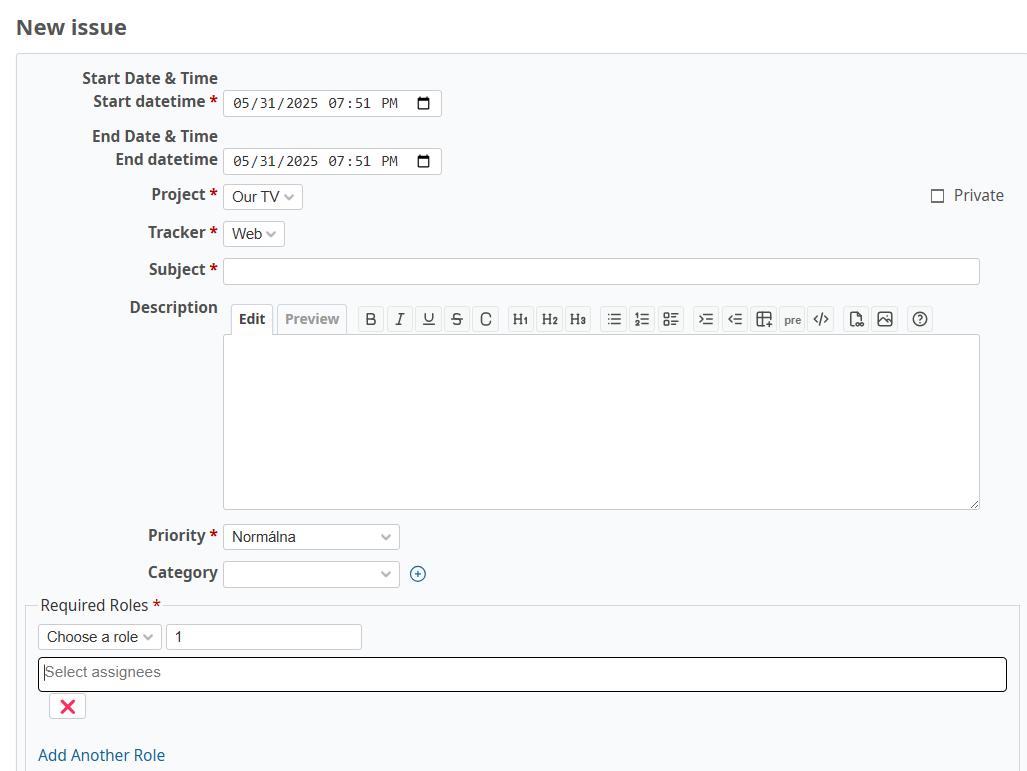 New issue
Start Date & Time
Start datetime * 05/31/2025 07:51 PM
End Date & Time
End datetime 05/31/2025 07:51 PM
Project * Our TV Private
Tracker * Web
Subject *
Description Edit Preview B I U S C H1 H2 H3 pre </> ?
Priority * Normálna
Category
Required Roles *
Choose a role 1
Select assignees
Add Another Role